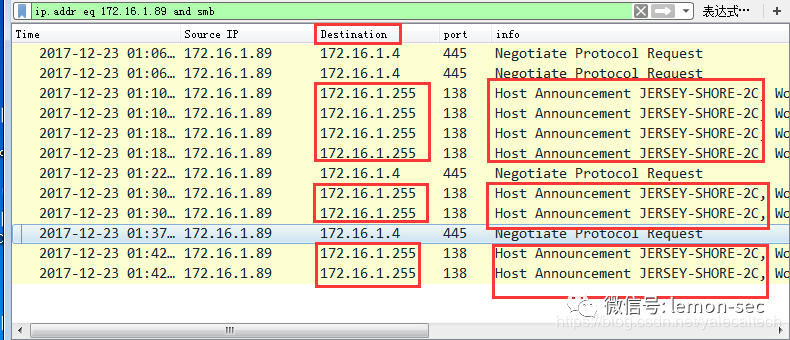 ip.addr eq 172.16.1.89 and smb 表达式…
Time Source IP Destination port info
2017-12-23 01:06… 172.16.1.89 172.16.1.4 445 Negotiate Protocol Request
2017-12-23 01:06… 172.16.1.89 172.16.1.4 445 Negotiate Protocol Request
2017-12-23 01:10… 172.16.1.89 172.16.1.255 138 Host Announcement JERSEY-SHORE-2C, Wo
2017-12-23 01:10… 172.16.1.89 172.16.1.255 138 Host Announcement JERSEY-SHORE-2C, Wo
2017-12-23 01:18… 172.16.1.89 172.16.1.255 138 Host Announcement JERSEY-SHORE-2C, Wo
2017-12-23 01:18… 172.16.1.89 172.16.1.255 138 Host Announcement JERSEY-SHORE-2C, Wo
2017-12-23 01:22… 172.16.1.89 172.16.1.4 445 Negotiate Protocol Request
2017-12-23 01:30… 172.16.1.89 172.16.1.255 138 Host Announcement JERSEY-SHORE-2C, Wo
2017-12-23 01:30… 172.16.1.89 172.16.1.255 138 Host Announcement JERSEY-SHORE-2C, Wo
2017-12-23 01:37… 172.16.1.89 172.16.1.4 445 Negotiate Protocol Request
2017-12-23 01:42… 172.16.1.89 172.16.1.255 138 Host Announcement JERSEY-SHORE-2C, Wo
2017-12-23 01:42… 172.16.1.89 172.16.1.255 138 Host Announcement JERSEY-SHORE-2C, Wo
微信号: lemon-sec
https://blog.csdn.net/yalecaltech